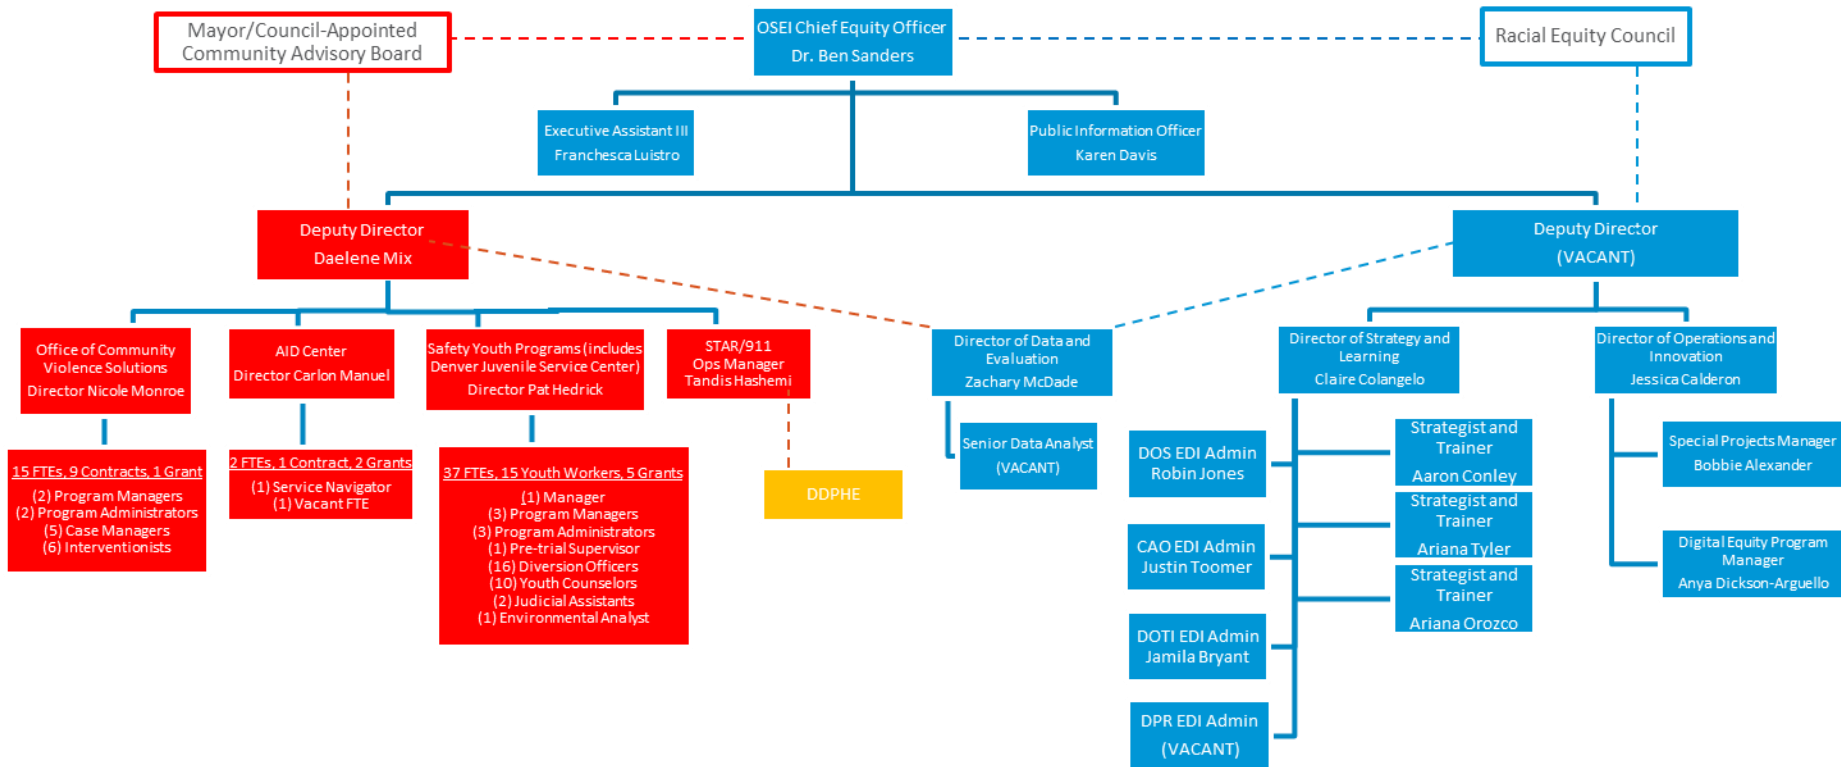 Mayor/Council-Appointed
Community Advisory Board
OSEI Chief Equity Officer
Dr. Ben Sanders
Racial Equity Council
Executive Assistant III
Franchesca Luistro
Public Information Officer
Karen Davis
Deputy Director
Daelene Mix
Deputy Director
(VACANT)
Office of Community
Violence Solutions
Director Nicole Monroe
AID Center
Director Carlon Manuel
Safety Youth Programs (includes
Denver Juvenile Service Center)
Director Pat Hedrick
STAR/911
Ops Manager
Tandis Hashemi
Director of Data and
Evaluation
Zachary McDade
Director of Strategy and
Learning
Claire Colangelo
Director of Operations and
Innovation
Jessica Calderon
15 FTEs, 9 Contracts, 1 Grant
(2) Program Managers
(2) Program Administrators
(5) Case Managers
(6) Interventionists
2 FTEs, 1 Contract, 2 Grants
(1) Service Navigator
(1) Vacant FTE
37 FTEs, 15 Youth Workers, 5 Grants
(1) Manager
(3) Program Managers
(3) Program Administrators
(1) Pre-trial Supervisor
(16) Diversion Officers
(10) Youth Counselors
(2) Judicial Assistants
(1) Environmental Analyst
DDPHE
Senior Data Analyst
(VACANT)
DOS EDI Admin
Robin Jones
CAO EDI Admin
Justin Toomer
DOTI EDI Admin
Jamila Bryant
DPR EDI Admin
(VACANT)
Strategist and
Trainer
Aaron Conley
Strategist and
Trainer
Ariana Tyler
Strategist and
Trainer
Ariana Orozco
Special Projects Manager
Bobbie Alexander
Digital Equity Program
Manager
Anya Dickson-Arguello